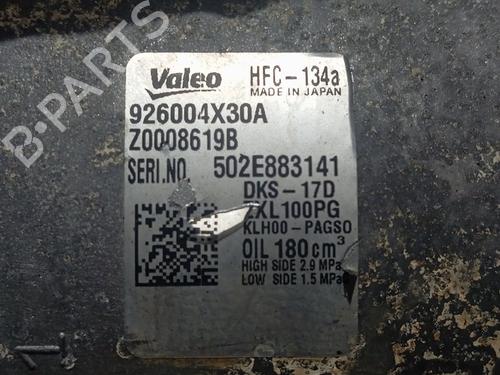 B-PARTS
Valeo HFC-134a
MADE IN JAPAN
926004X30A
Z0008619B
SERI.NO. 502E883141
DKS-17D
ZXL100PG
KLH00-PAGSO
OIL 180cm³
HIGH SIDE 2.9 MPa
LOW SIDE 1.5 MPa